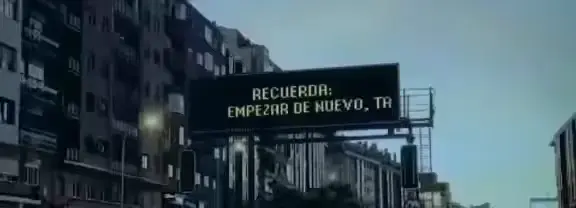 RECUERDA:
EMPEZAR DE NUEVO, TA